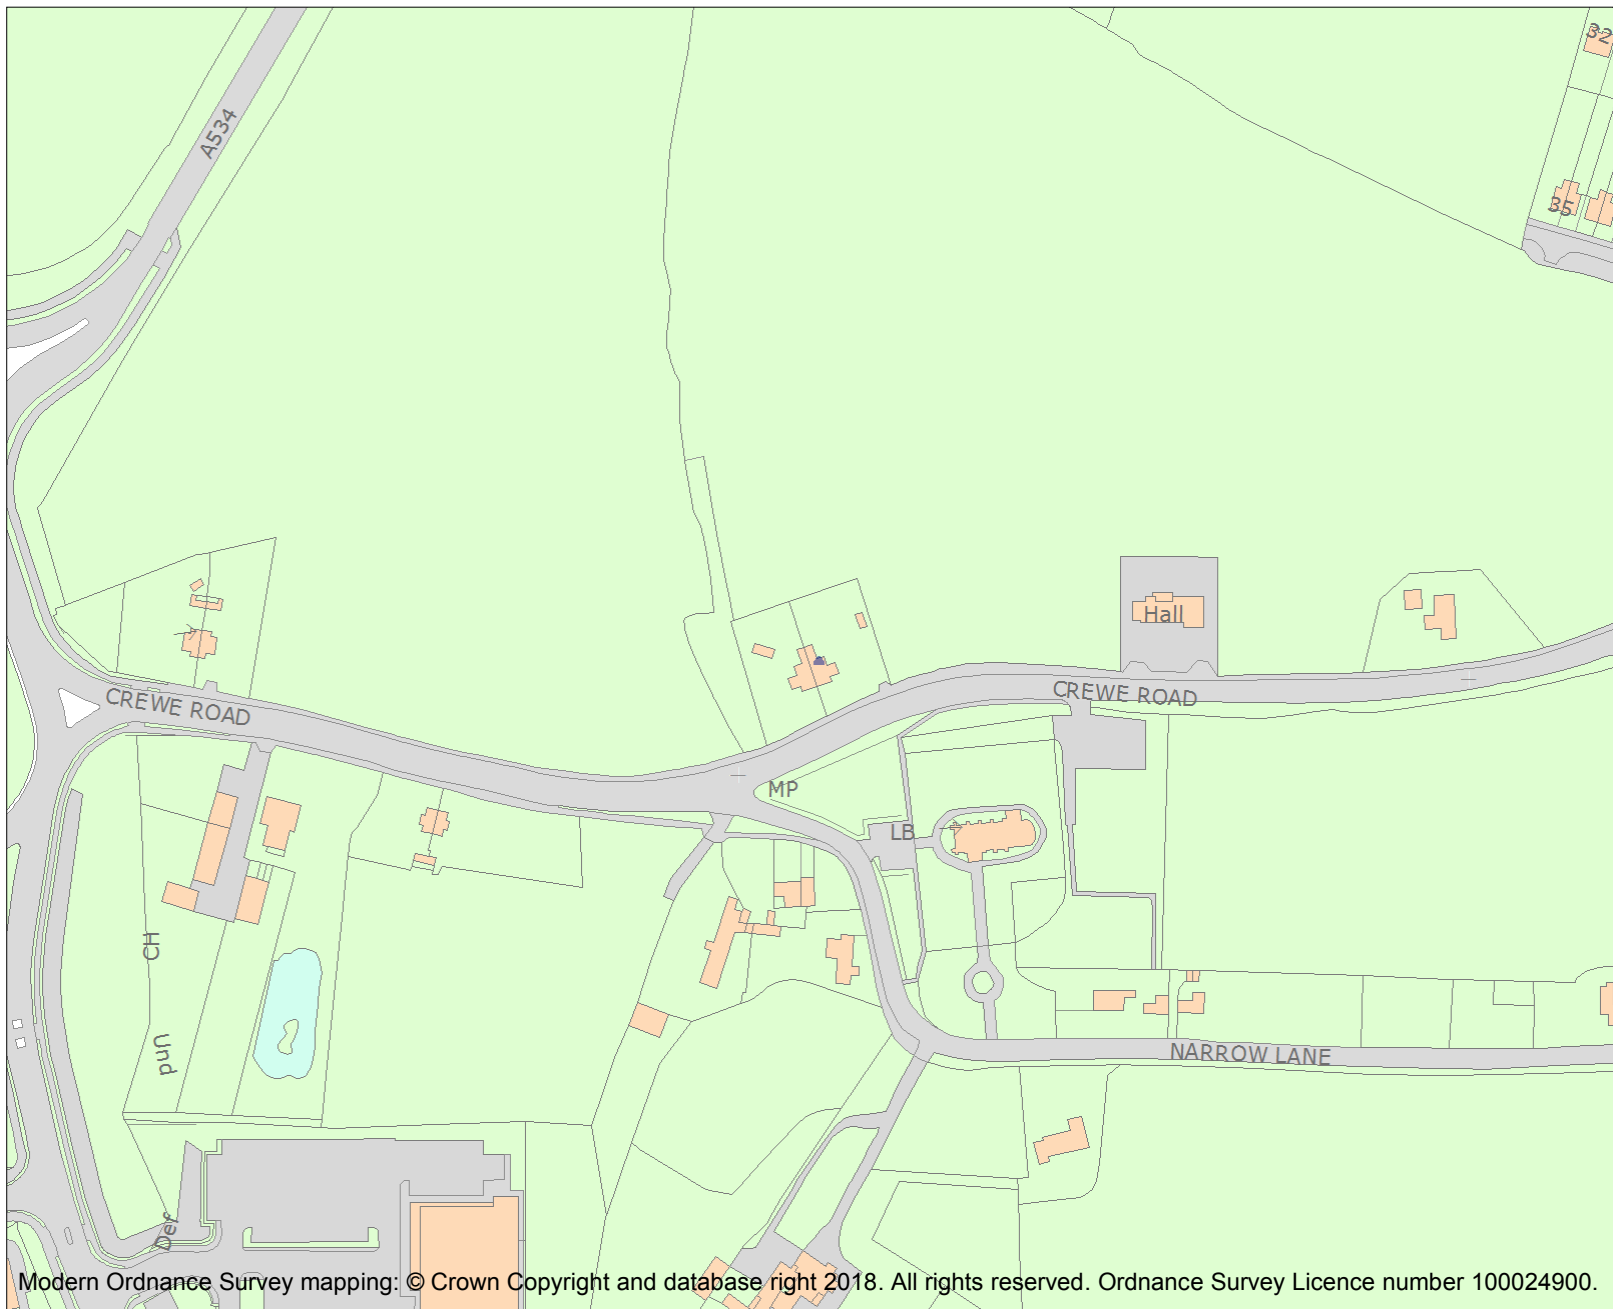 32
A534
35
Hall
CREWE ROAD
CREWE ROAD
MP
LB
CH
Und
NARROW LANE
Def
Modern Ordnance Survey mapping: © Crown Copyright and database right 2018. All rights reserved. Ordnance Survey Licence number 100024900.